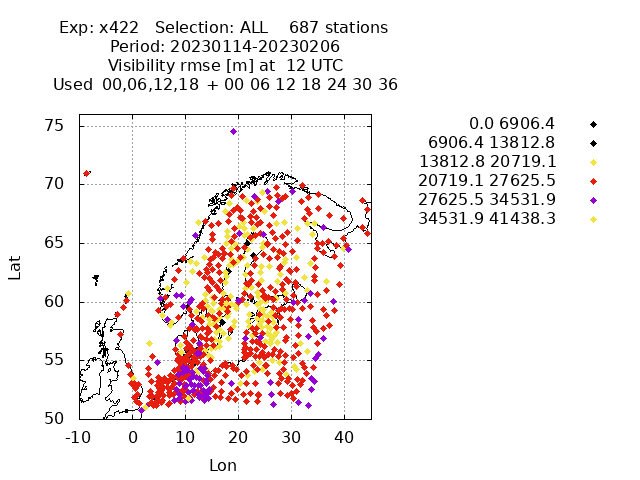 Exp: x422 Selection: ALL 687 stations
Period: 20230114-20230206
Visibility rmse [m] at 12 UTC
Used 00,06,12,18 + 00 06 12 18 24 30 36
0.0 6906.4
6906.4 13812.8
13812.8 20719.1
20719.1 27625.5
27625.5 34531.9
34531.9 41438.3
75
70
65
60
55
50
Lat
-10 0 10 20 30 40
Lon